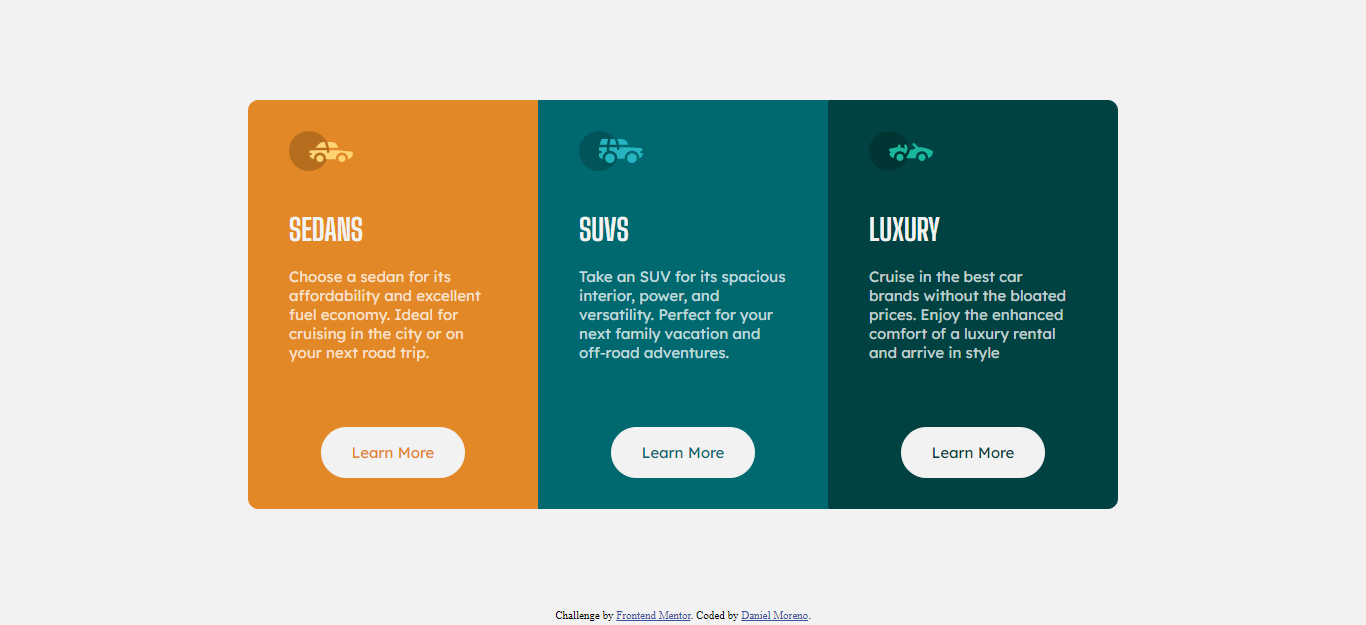 SEDANS
Choose a sedan for its
affordability and excellent
fuel economy. Ideal for
cruising in the city or on
your next road trip.
Learn More
SUVS
Take an SUV for its spacious
interior, power, and
versatility. Perfect for your
next family vacation and
off-road adventures.
Learn More
LUXURY
Cruise in the best car
brands without the bloated
prices. Enjoy the enhanced
comfort of a luxury rental
and arrive in style
Learn More
Challenge by Frontend Mentor. Coded by Daniel Moreno.